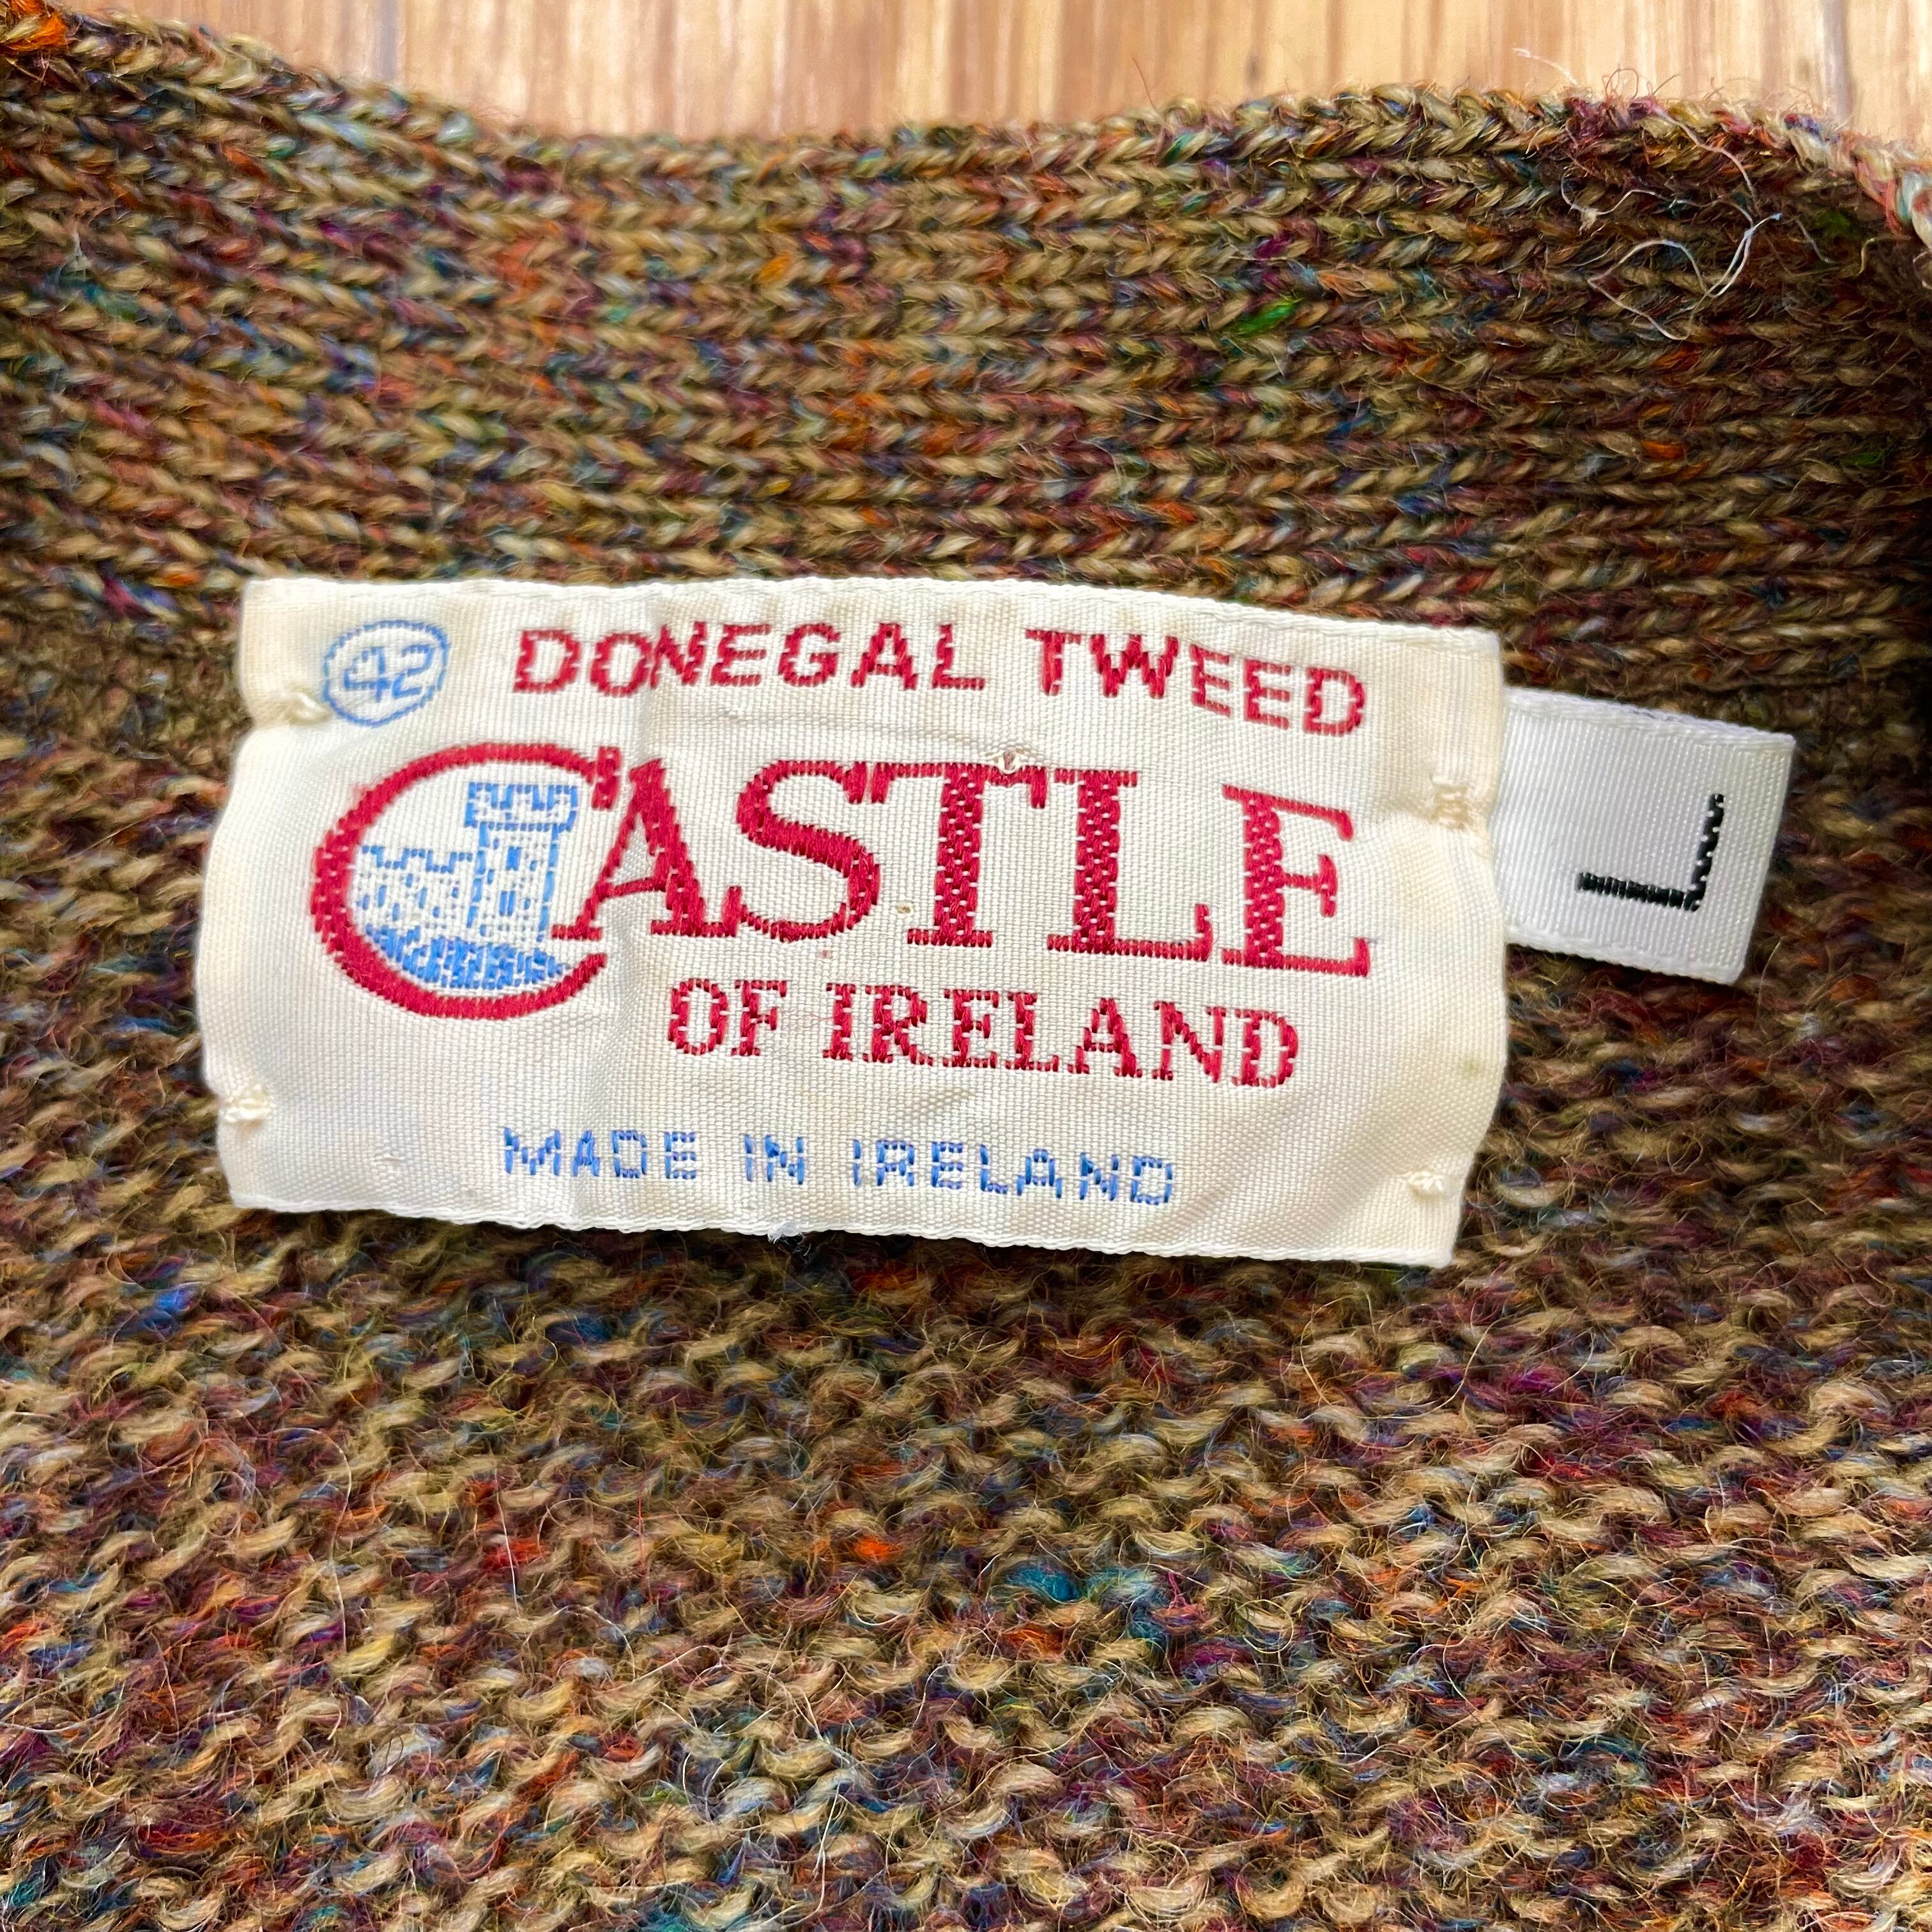 42 DONEGAL TWEED
CASTLE
OF IRELAND
MADE IN IRELAND
L